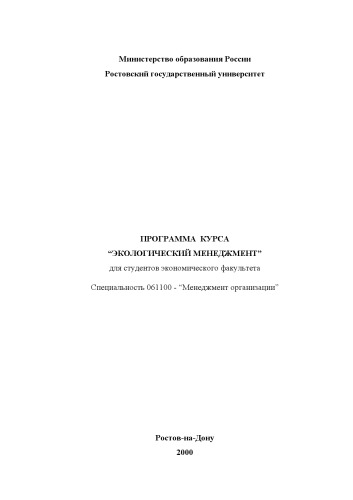 Министерство образования России
Ростовский государственный университет
ПРОГРАММА КУРСА
“ЭКОЛОГИЧЕСКИЙ МЕНЕДЖМЕНТ”
для студентов экономического факультета
Специальность 061100 - “Менеджмент организации”
Ростов-на-Дону
2000